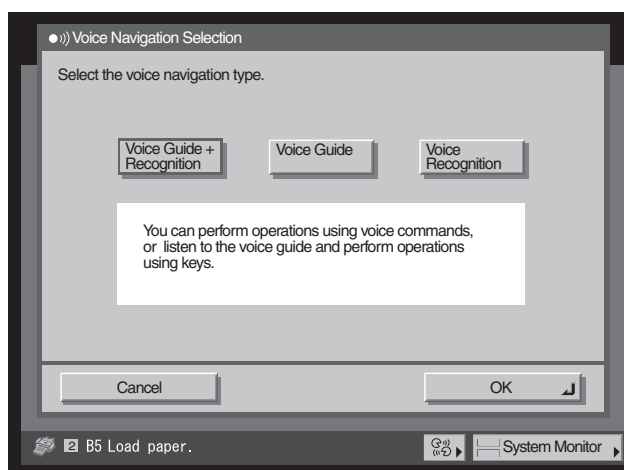 Voice Navigation Selection
Select the voice navigation type.
Voice Guide +
Recognition
Voice Guide
Voice
Recognition
You can perform operations using voice commands,
or listen to the voice guide and perform operations
using keys.
Cancel
OK
2 B5 Load paper.
System Monitor